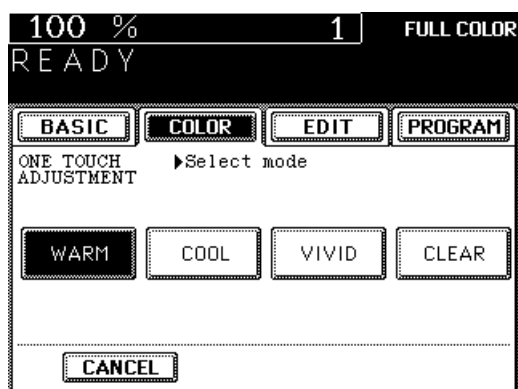 100 % 1 FULL COLOR
READY
BASIC COLOR EDIT PROGRAM
ONE TOUCH ▶Select mode
ADJUSTMENT
WARM COOL VIVID CLEAR
CANCEL